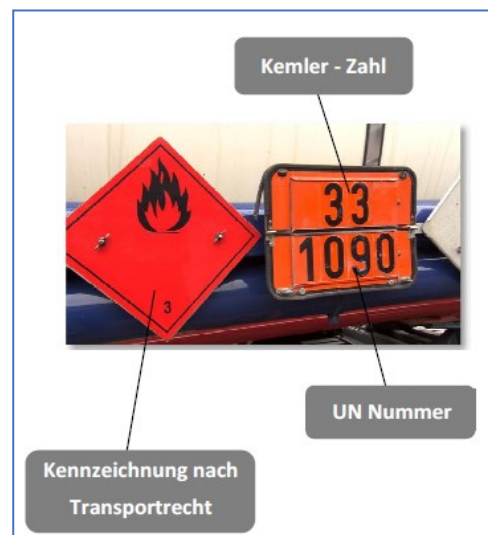 Kemler - Zahl
33
1090
3
UN Nummer
Kennzeichnung nach
Transportrecht